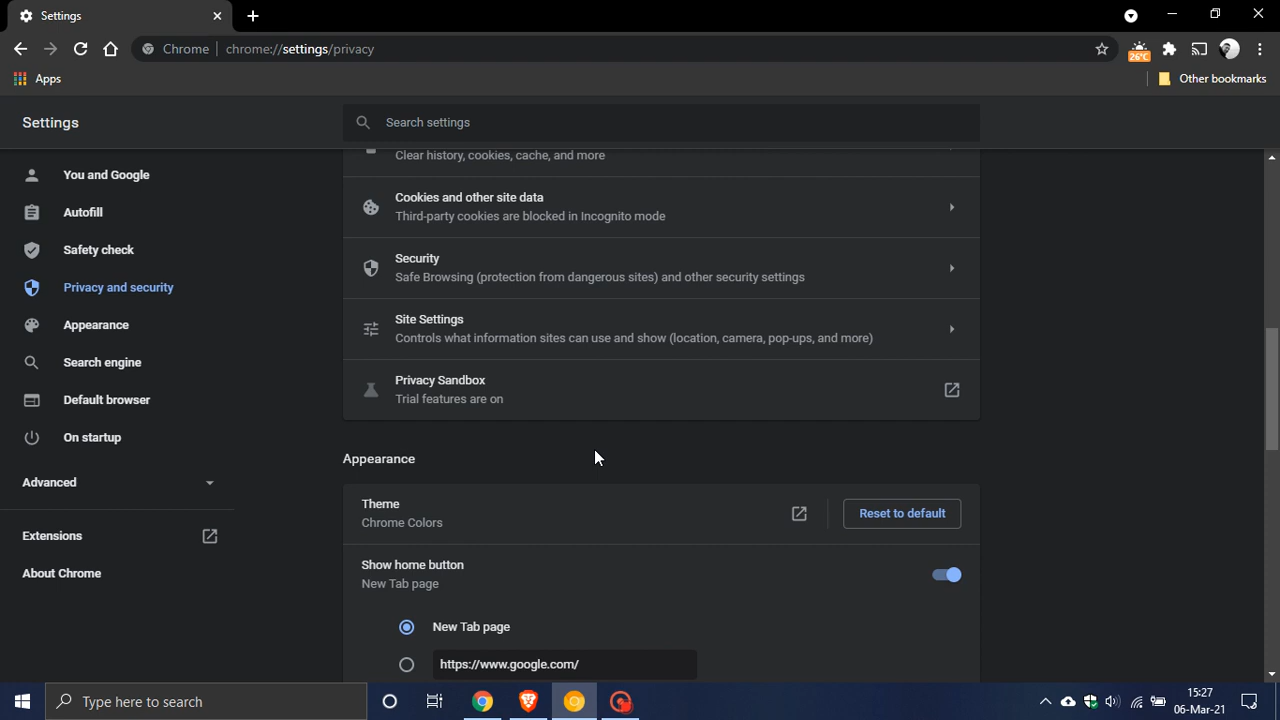 Settings
Chrome
chrome://settings/privacy
26°C
Apps
Other bookmarks
Settings
Search settings
You and Google
Autofill
Safety check
Privacy and security
Appearance
Search engine
Default browser
On startup
Advanced
Extensions
About Chrome
Clear history, cookies, cache, and more
Cookies and other site data
Third-party cookies are blocked in Incognito mode
Security
Safe Browsing (protection from dangerous sites) and other security settings
Site Settings
Controls what information sites can use and show (location, camera, pop-ups, and more)
Privacy Sandbox
Trial features are on
Appearance
Theme
Chrome Colors
Reset to default
Show home button
New Tab page
New Tab page
https://www.google.com/
Type here to search
15:27
06-Mar-21